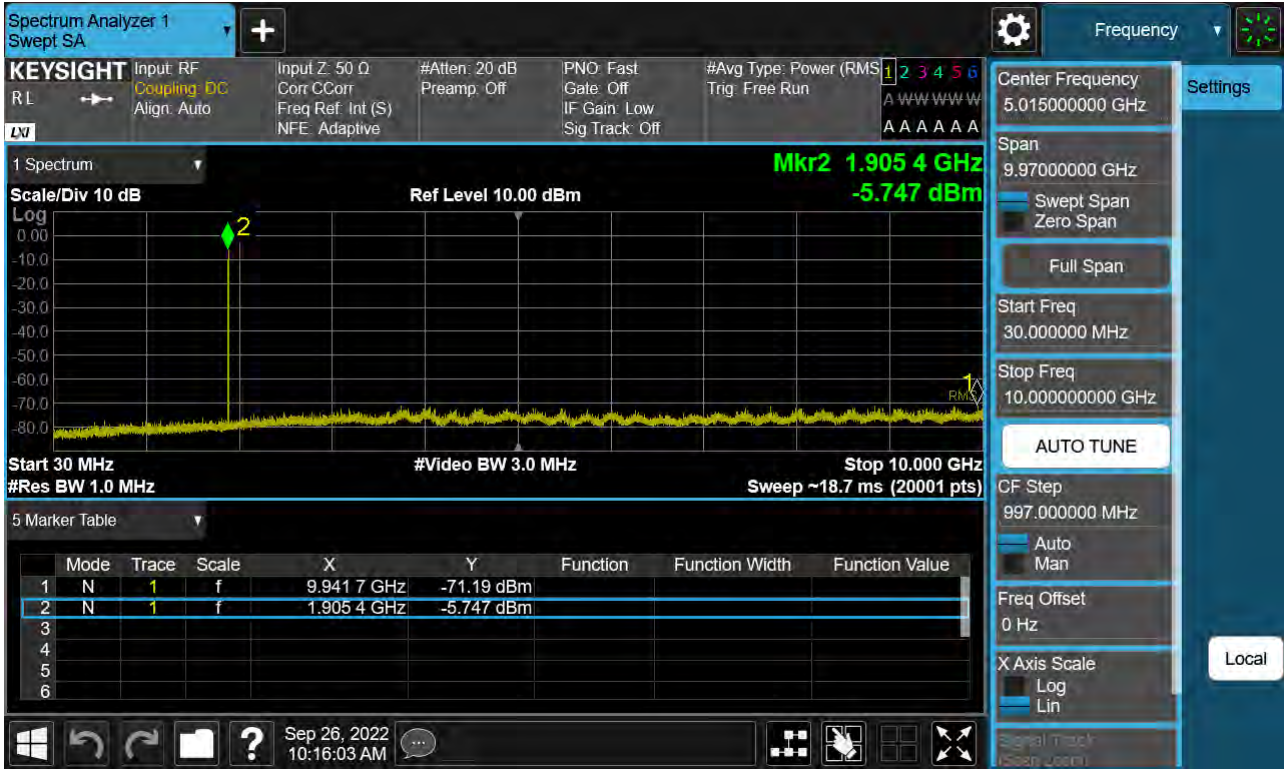 Spectrum Analyzer 1
Swept SA
Frequency
KEYSIGHT
RL
LXI
Input: RF
Coupling: DC
Align: Auto
Input Z: 50 Ω
Corr CCorr
Freq Ref: Int (S)
NFE: Adaptive
#Atten: 20 dB
Preamp: Off
PNO: Fast
Gate: Off
IF Gain: Low
Sig Track: Off
#Avg Type: Power (RMS
Trig: Free Run
1 2 3 4 5 6
A W W W W W
A A A A A A
1 Spectrum
Mkr2 1.905 4 GHz
Scale/Div 10 dB
Ref Level 10.00 dBm
-5.747 dBm
Log
0.00
-10.0
-20.0
-30.0
-40.0
-50.0
-60.0
-70.0
-80.0
2
1
RMS
Start 30 MHz
#Video BW 3.0 MHz
Stop 10.000 GHz
#Res BW 1.0 MHz
Sweep ~18.7 ms (20001 pts)
5 Marker Table
Mode Trace Scale X Y Function Function Width Function Value
1 N 1 f 9.941 7 GHz -71.19 dBm
2 N 1 f 1.905 4 GHz -5.747 dBm
3
4
5
6
Sep 26, 2022
10:16:03 AM
Center Frequency
5.015000000 GHz
Settings
Span
9.97000000 GHz
Swept Span
Zero Span
Full Span
Start Freq
30.000000 MHz
Stop Freq
10.000000000 GHz
AUTO TUNE
CF Step
997.000000 MHz
Auto
Man
Freq Offset
0 Hz
X Axis Scale
Log
Lin
Local
Signal Track
(Span Zoom)